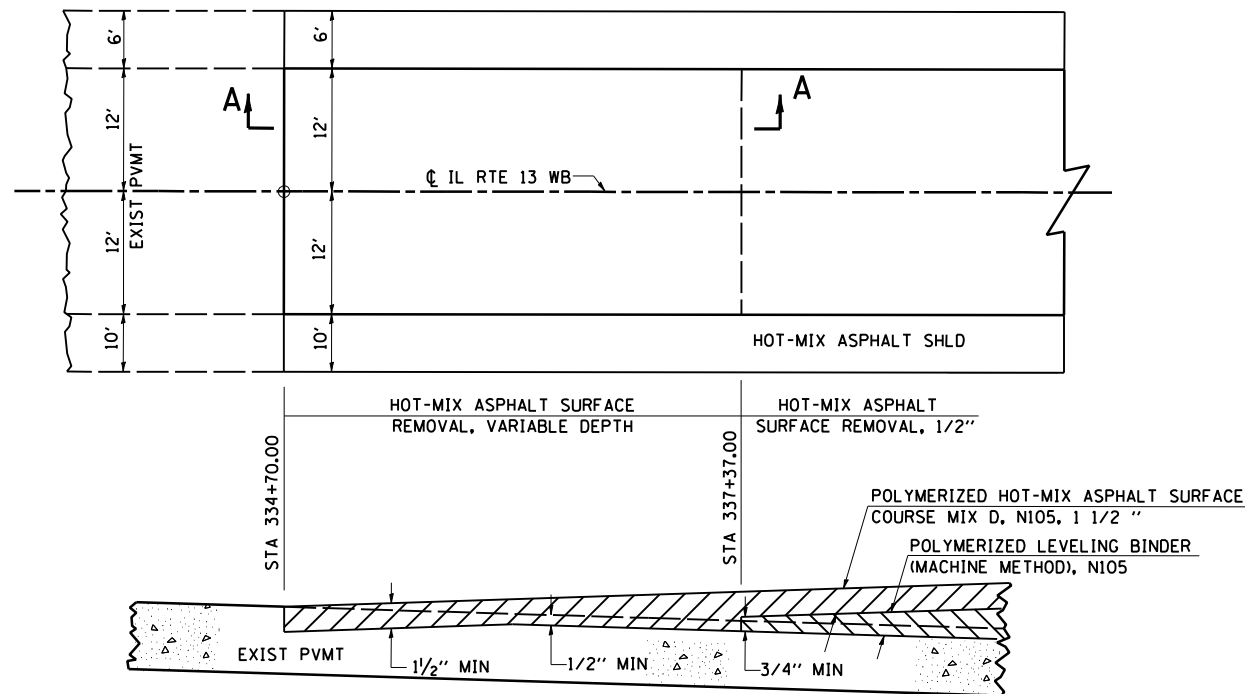 6'
6'
A
A
12'
12'
EXIST PVMT
℄ IL RTE 13 WB
12'
12'
10'
10'
HOT-MIX ASPHALT SHLD
HOT-MIX ASPHALT SURFACE
REMOVAL, VARIABLE DEPTH
HOT-MIX ASPHALT
SURFACE REMOVAL, 1/2"
STA 334+70.00
STA 337+37.00
POLYMERIZED HOT-MIX ASPHALT SURFACE
COURSE MIX D, N105, 1 1/2 "
POLYMERIZED LEVELING BINDER
(MACHINE METHOD), N105
EXIST PVMT
1½" MIN
1/2" MIN
3/4" MIN